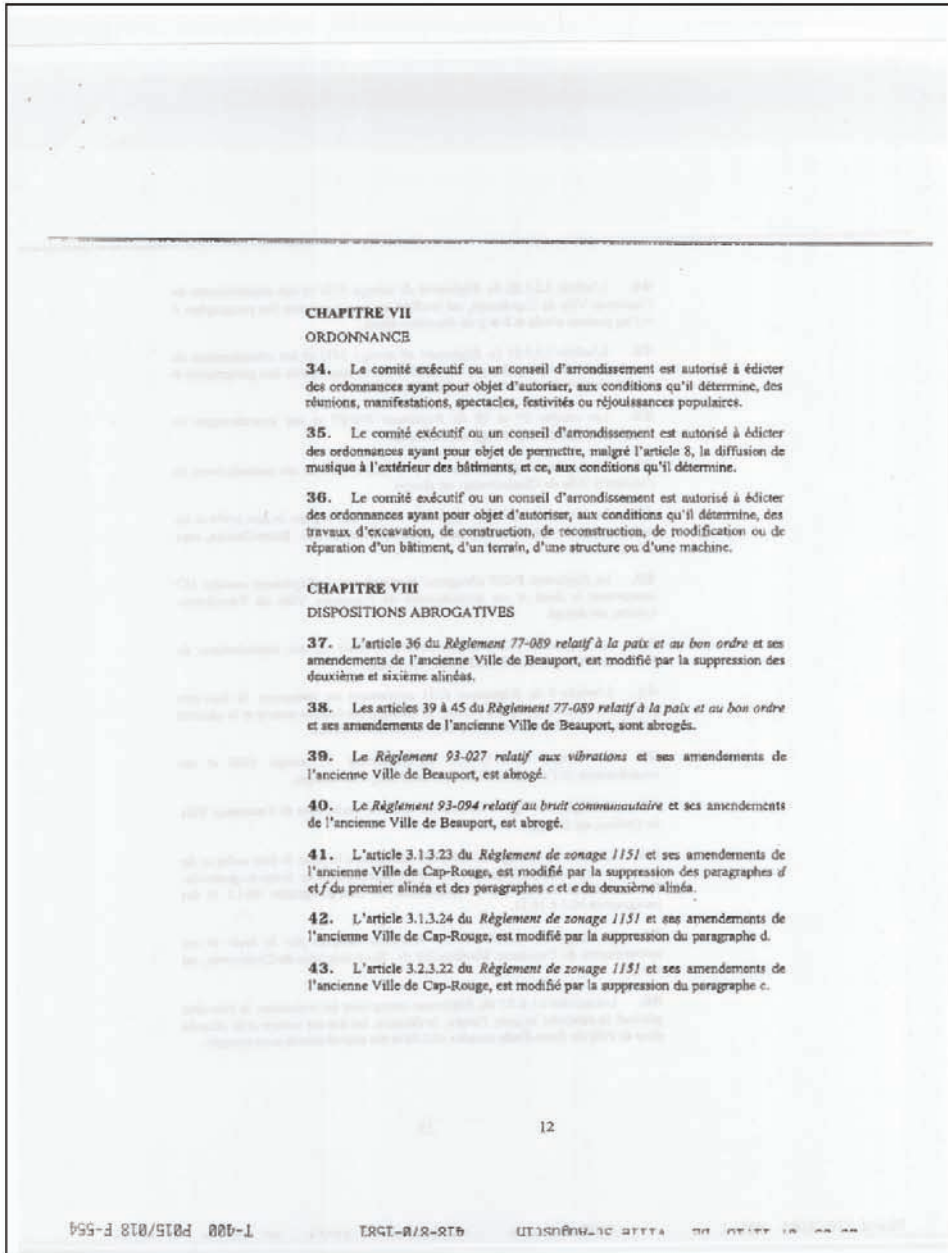 CHAPITRE VII
ORDONNANCE
34. Le comité exécutif ou un conseil d'arrondissement est autorisé à édicter
des ordonnances ayant pour objet d'autoriser, aux conditions qu'il détermine, des
réunions, manifestations, spectacles, festivités ou réjouissances populaires.
35. Le comité exécutif ou un conseil d'arrondissement est autorisé à édicter
des ordonnances ayant pour objet de permettre, malgré l'article 8, la diffusion de
musique à l'extérieur des bâtiments, et ce, aux conditions qu'il détermine.
36. Le comité exécutif ou un conseil d'arrondissement est autorisé à édicter
des ordonnances ayant pour objet d'autoriser, aux conditions qu'il détermine, des
travaux d'excavation, de construction, de reconstruction, de modification ou de
réparation d'un bâtiment, d'un terrain, d'une structure ou d'une machine.
CHAPITRE VIII
DISPOSITIONS ABROGATIVES
37. L'article 36 du Règlement 77-089 relatif à la paix et au bon ordre et ses
amendements de l'ancienne Ville de Beauport, est modifié par la suppression des
deuxième et sixième alinéas.
38. Les articles 39 à 45 du Règlement 77-089 relatif à la paix et au bon ordre
et ses amendements de l'ancienne Ville de Beauport, sont abrogés.
39. Le Règlement 93-027 relatif aux vibrations et ses amendements de
l'ancienne Ville de Beauport, est abrogé.
40. Le Règlement 93-094 relatif au bruit communautaire et ses amendements
de l'ancienne Ville de Beauport, est abrogé.
41. L'article 3.1.3.23 du Règlement de zonage 1151 et ses amendements de
l'ancienne Ville de Cap-Rouge, est modifié par la suppression des paragraphes d
et f du premier alinéa et des paragraphes c et e du deuxième alinéa.
42. L'article 3.1.3.24 du Règlement de zonage 1151 et ses amendements de
l'ancienne Ville de Cap-Rouge, est modifié par la suppression du paragraphe d.
43. L'article 3.2.3.22 du Règlement de zonage 1151 et ses amendements de
l'ancienne Ville de Cap-Rouge, est modifié par la suppression du paragraphe c.
12
T-400 P015/018 F-554